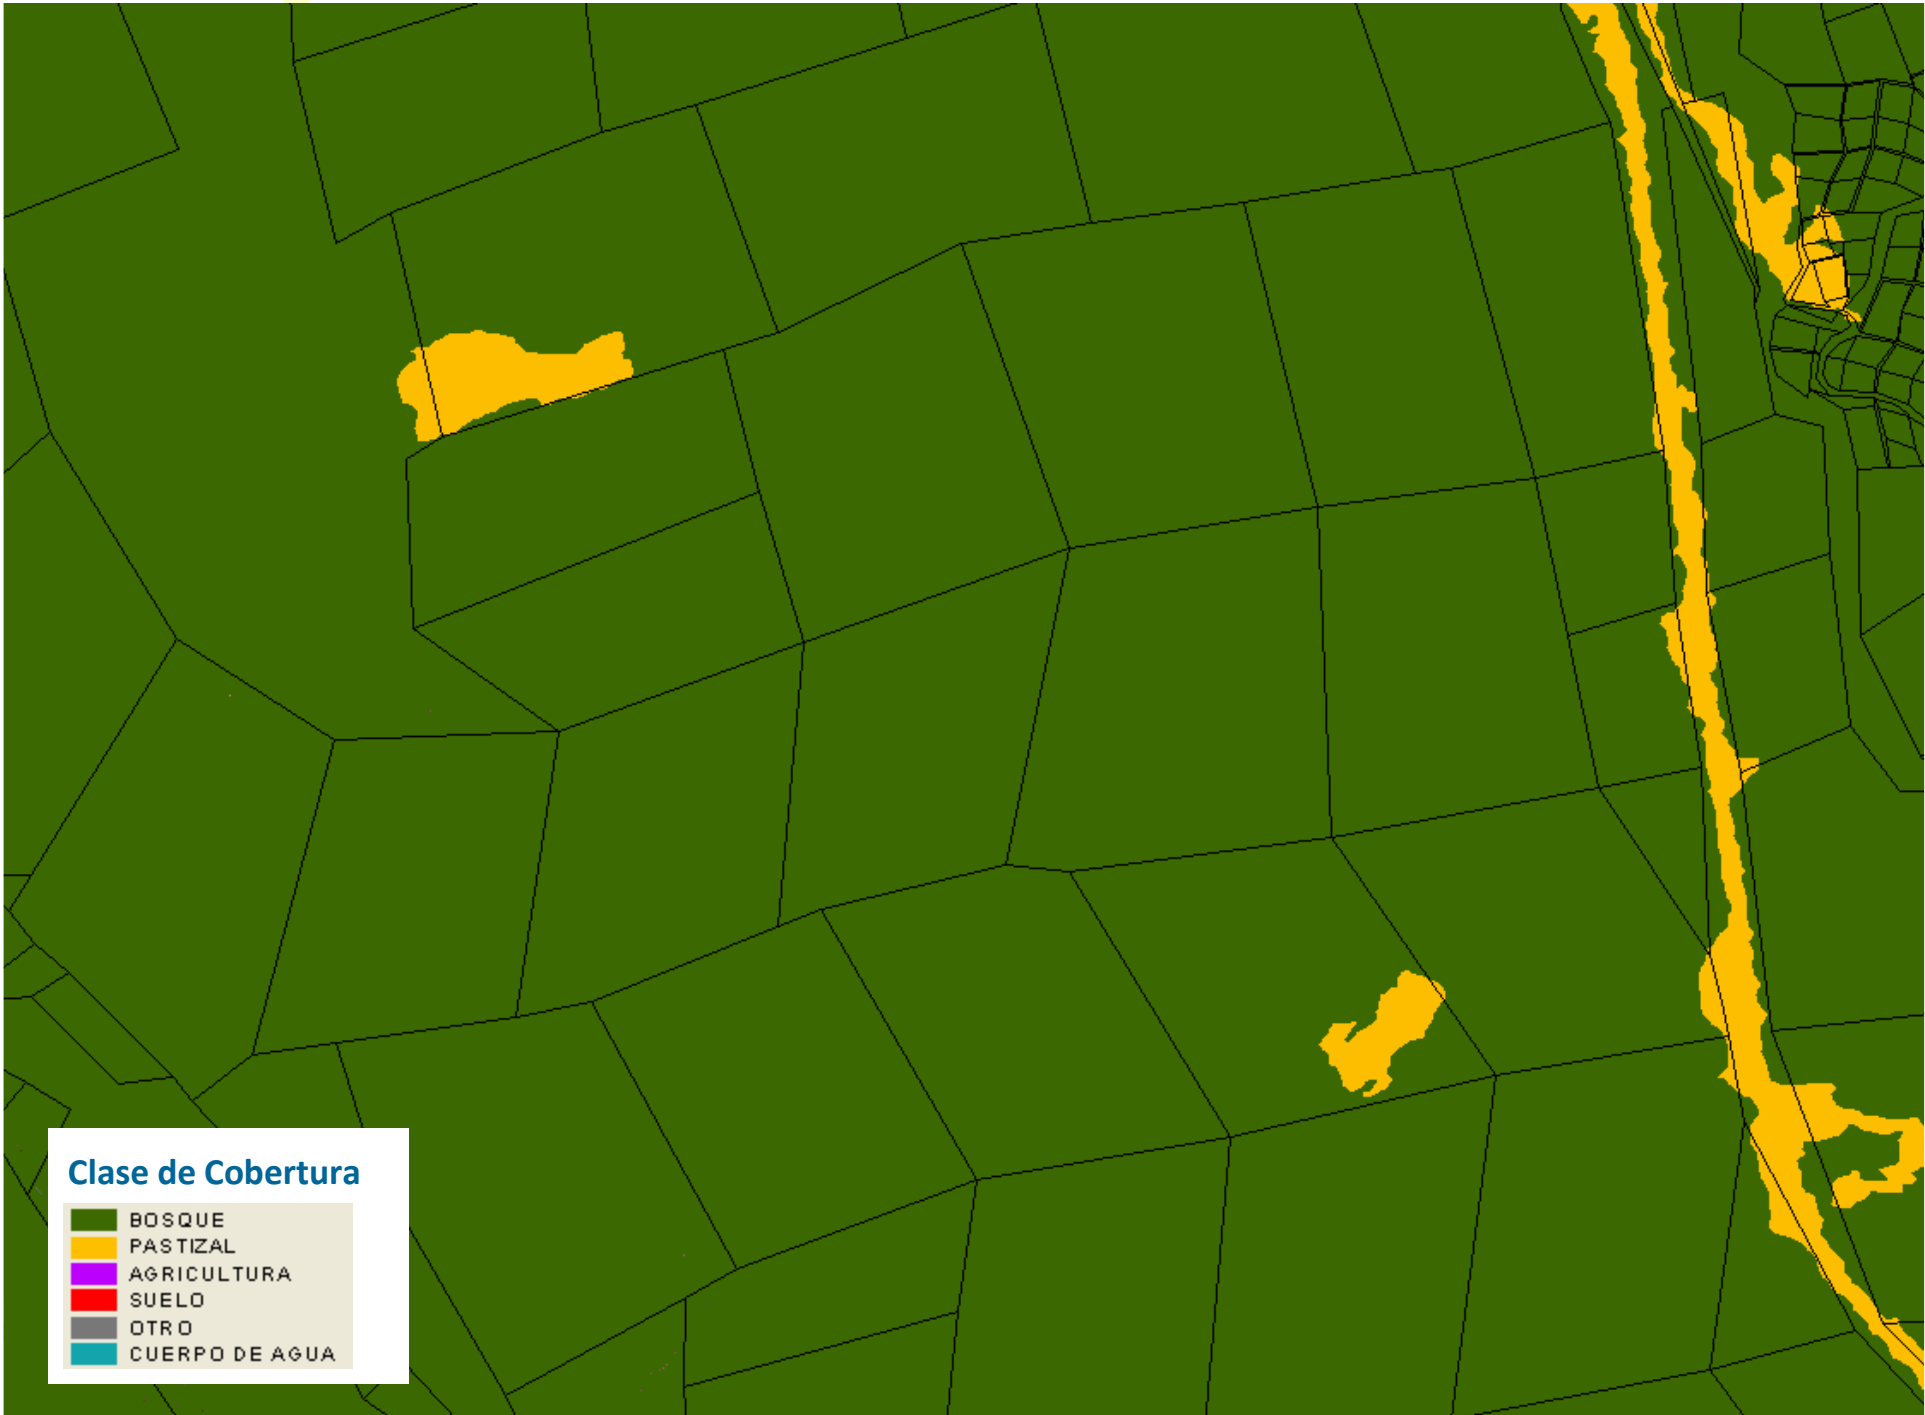 Clase de Cobertura
BOSQUE
PASTIZAL
AGRICULTURA
SUELO
OTRO
CUERPO DE AGUA